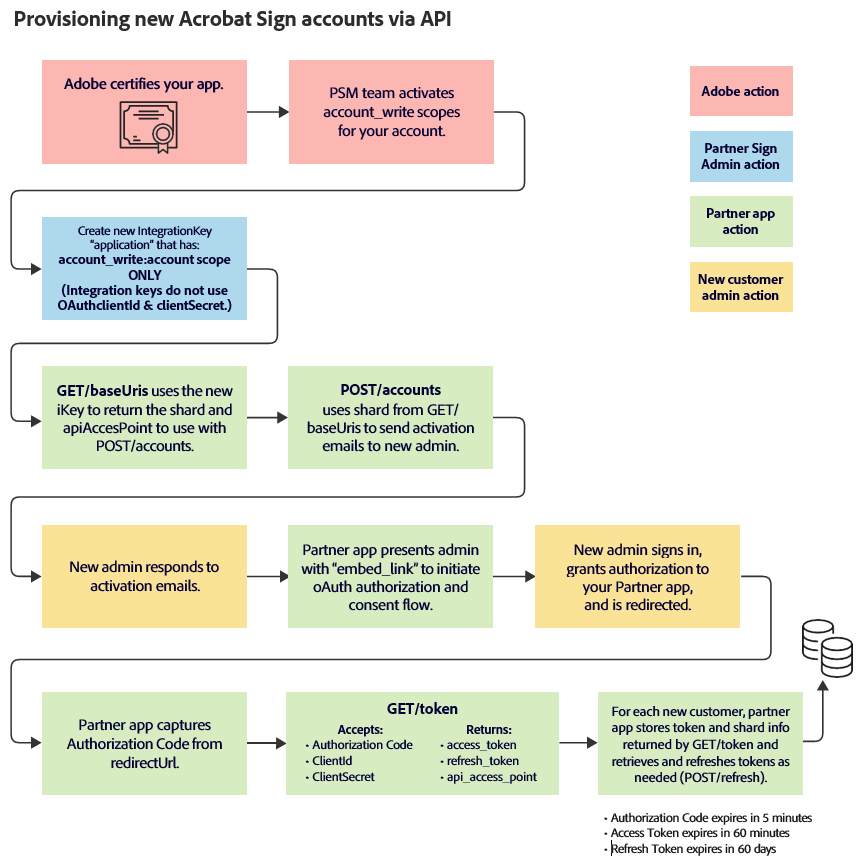 Provisioning new Acrobat Sign accounts via API
Adobe certifies your app.
PSM team activates
account_write scopes
for your account.
Adobe action
Partner Sign
Admin action
Partner app
action
New customer
admin action
Create new IntegrationKey
“application” that has:
account_write:account scope
ONLY
(Integration keys do not use
OAuthclientId & clientSecret.)
GET/baseUris uses the new
iKey to return the shard and
apiAccesPoint to use with
POST/accounts.
POST/accounts
uses shard from GET/
baseUris to send activation
emails to new admin.
New admin responds to
activation emails.
Partner app presents admin
with “embed_link” to initiate
oAuth authorization and
consent flow.
New admin signs in,
grants authorization to
your Partner app,
and is redirected.
Partner app captures
Authorization Code from
redirectUrl.
GET/token
Accepts:
• Authorization Code
• ClientId
• ClientSecret
Returns:
• access_token
• refresh_token
• api_access_point
For each new customer, partner
app stores token and shard info
returned by GET/token and
retrieves and refreshes tokens as
needed (POST/refresh).
• Authorization Code expires in 5 minutes
• Access Token expires in 60 minutes
• Refresh Token expires in 60 days